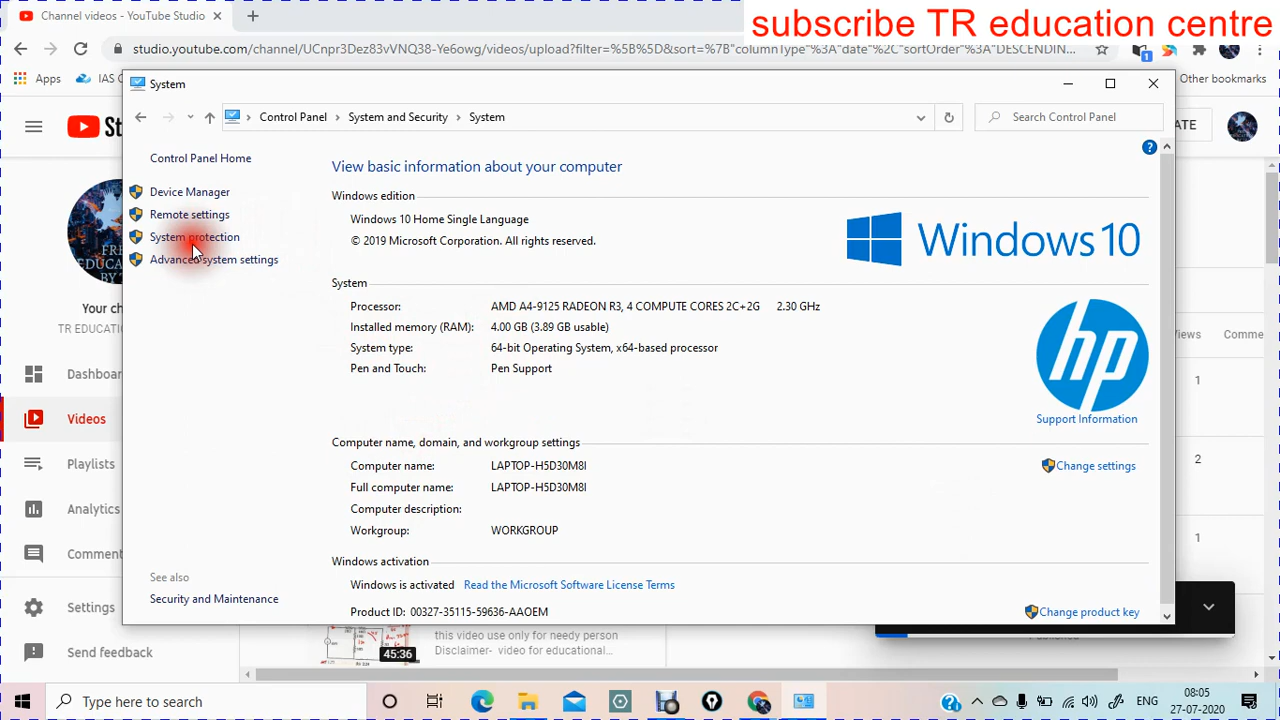 Channel videos - YouTube Studio
subscribe TR education centre
studio.youtube.com/channel/UCnpr3Dez83vVNQ38-Ye6owg/videos/upload?filter=%5B%5D&sort=%7B"columnType"%3A"date"%2C"sortOrder"%3A"DESCENDIN...
Apps
IAS C
Other bookmarks
System
Control Panel > System and Security > System
Search Control Panel
ATE
Control Panel Home
Device Manager
Remote settings
System protection
Advanced system settings
View basic information about your computer
Windows edition
Windows 10 Home Single Language
© 2019 Microsoft Corporation. All rights reserved.
Windows 10
System
Processor: AMD A4-9125 RADEON R3, 4 COMPUTE CORES 2C+2G 2.30 GHz
Installed memory (RAM): 4.00 GB (3.89 GB usable)
System type: 64-bit Operating System, x64-based processor
Pen and Touch: Pen Support
hp
Support Information
Computer name, domain, and workgroup settings
Computer name: LAPTOP-H5D30M8I
Full computer name: LAPTOP-H5D30M8I
Computer description:
Workgroup: WORKGROUP
Change settings
Windows activation
Windows is activated Read the Microsoft Software License Terms
Product ID: 00327-35115-59636-AAOEM
Change product key
See also
Security and Maintenance
Your ch
TR EDUCATI
Dashboar
Videos
Playlists
Analytics
Comment
Settings
Send feedback
Views
Comme
1
2
1
this video use only for needy person
Disclaimer- video for educational...
45:36
Type here to search
ENG
08:05
27-07-2020